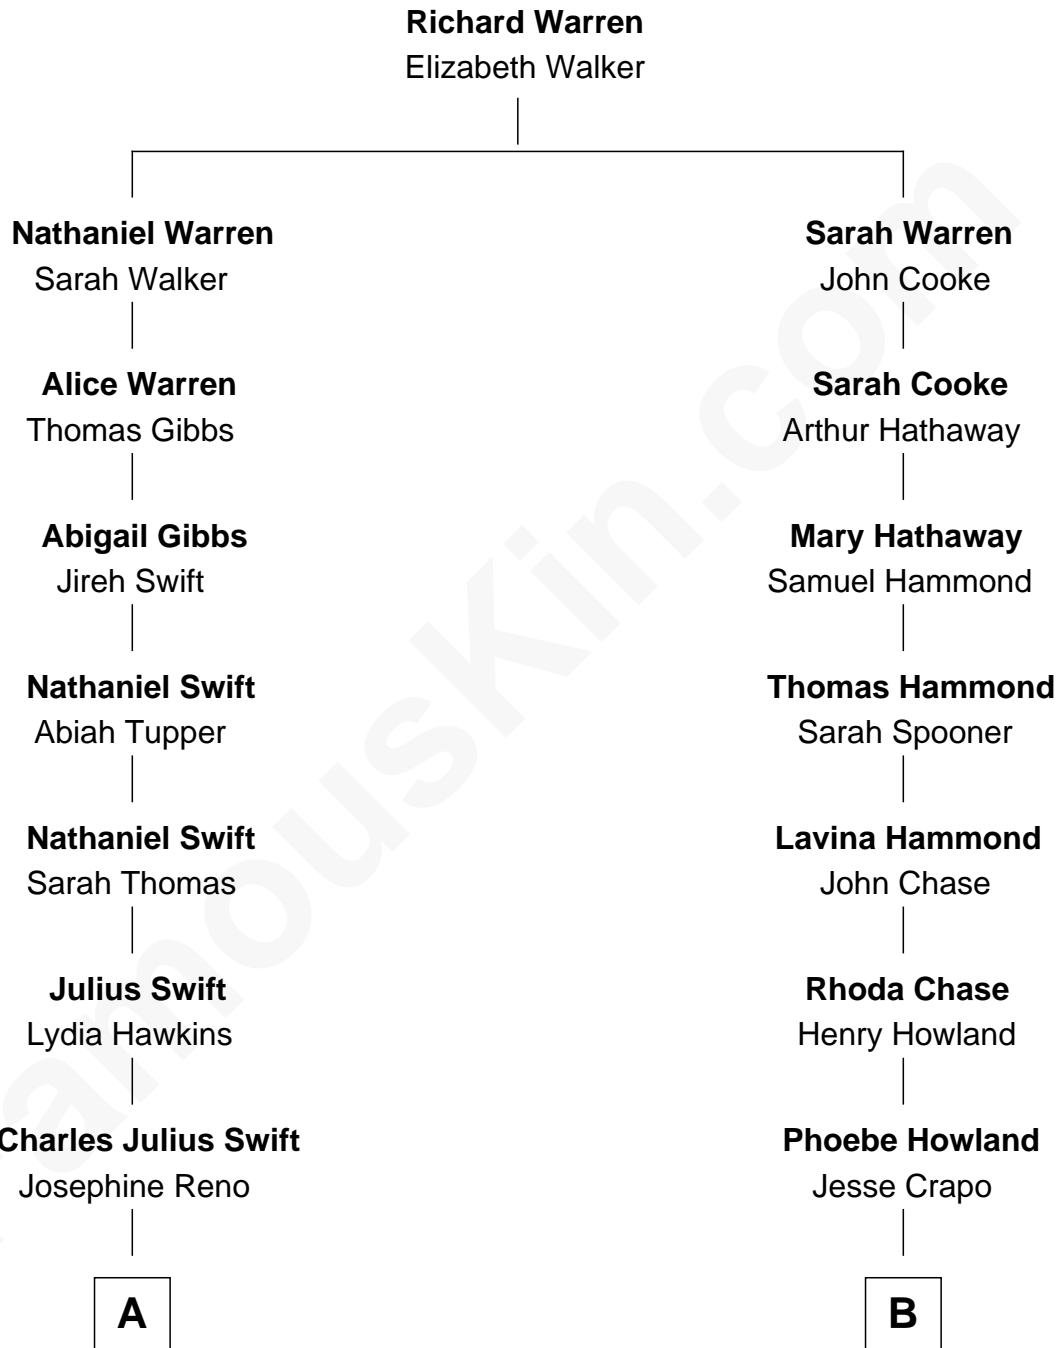 Richard Warren
Elizabeth Walker
Nathaniel Warren
Sarah Walker
Alice Warren
Thomas Gibbs
Abigail Gibbs
Jireh Swift
Nathaniel Swift
Abiah Tupper
Nathaniel Swift
Sarah Thomas
Julius Swift
Lydia Hawkins
Charles Julius Swift
Josephine Reno
A
Sarah Warren
John Cooke
Sarah Cooke
Arthur Hathaway
Mary Hathaway
Samuel Hammond
Thomas Hammond
Sarah Spooner
Lavina Hammond
John Chase
Rhoda Chase
Henry Howland
Phoebe Howland
Jesse Crapo
B
amousKin.com